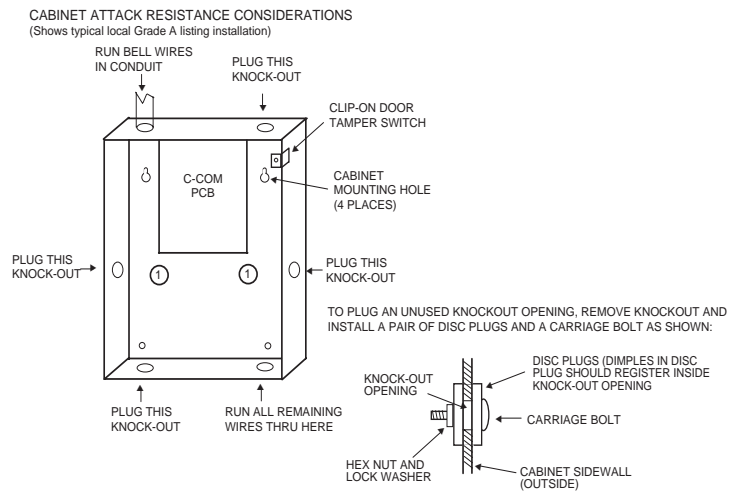 CABINET ATTACK RESISTANCE CONSIDERATIONS
(Shows typical local Grade A listing installation)
RUN BELL WIRES
IN CONDUIT
PLUG THIS
KNOCK-OUT
CLIP-ON DOOR
TAMPER SWITCH
C-COM
PCB
CABINET
MOUNTING HOLE
(4 PLACES)
PLUG THIS
KNOCK-OUT
1
1
PLUG THIS
KNOCK-OUT
PLUG THIS
KNOCK-OUT
RUN ALL REMAINING
WIRES THRU HERE
TO PLUG AN UNUSED KNOCKOUT OPENING, REMOVE KNOCKOUT AND
INSTALL A PAIR OF DISC PLUGS AND A CARRIAGE BOLT AS SHOWN:
KNOCK-OUT
OPENING
DISC PLUGS (DIMPLES IN DISC
PLUG SHOULD REGISTER INSIDE
KNOCK-OUT OPENING
CARRIAGE BOLT
HEX NUT AND
LOCK WASHER
CABINET SIDEWALL
(OUTSIDE)